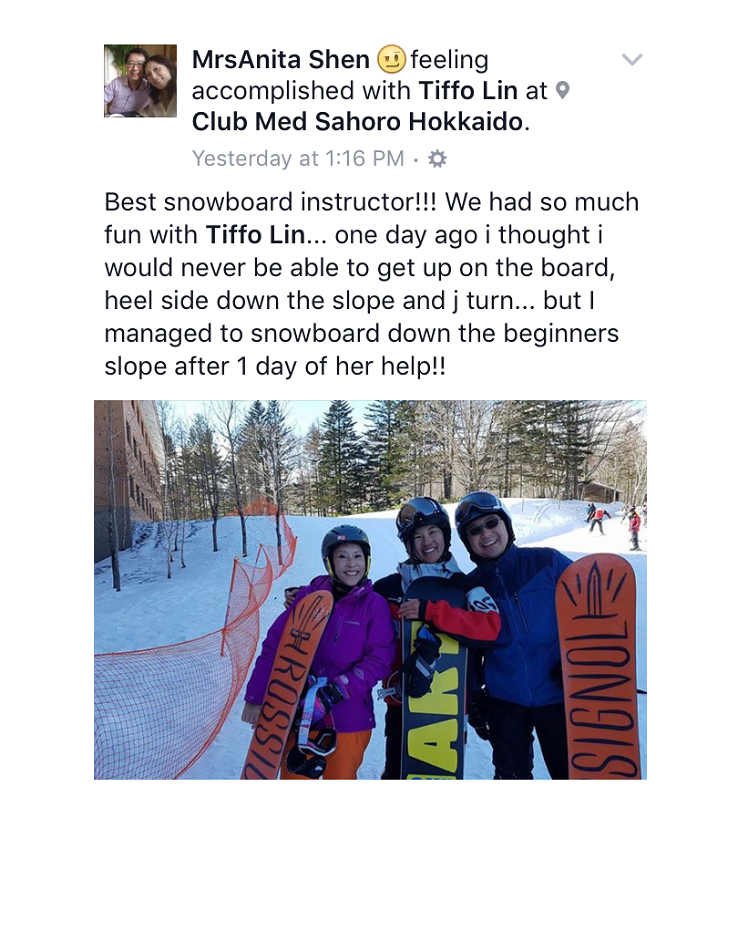 MrsAnita Shen feeling
accomplished with Tiffo Lin at
Club Med Sahoro Hokkaido.
Yesterday at 1:16 PM ·
Best snowboard instructor!!! We had so much
fun with Tiffo Lin... one day ago i thought i
would never be able to get up on the board,
heel side down the slope and j turn... but I
managed to snowboard down the beginners
slope after 1 day of her help!!
ROSSI
ART
SIGNOL